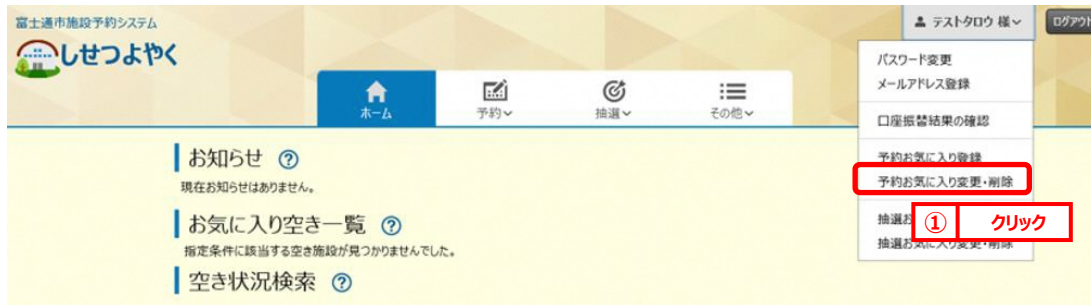 富士通市施設予約システム
しせつよやく
テストタロウ 様
ログアウト
ホーム
予約
抽選
その他
パスワード変更
メールアドレス登録
口座振替結果の確認
予約お気に入り登録
予約お気に入り変更・削除
抽選お
抽選お気に入り変更・削除
① クリック
お知らせ ?
現在お知らせはありません。
お気に入り空き一覧 ?
指定条件に該当する空き施設が見つかりませんでした。
空き状況検索 ?